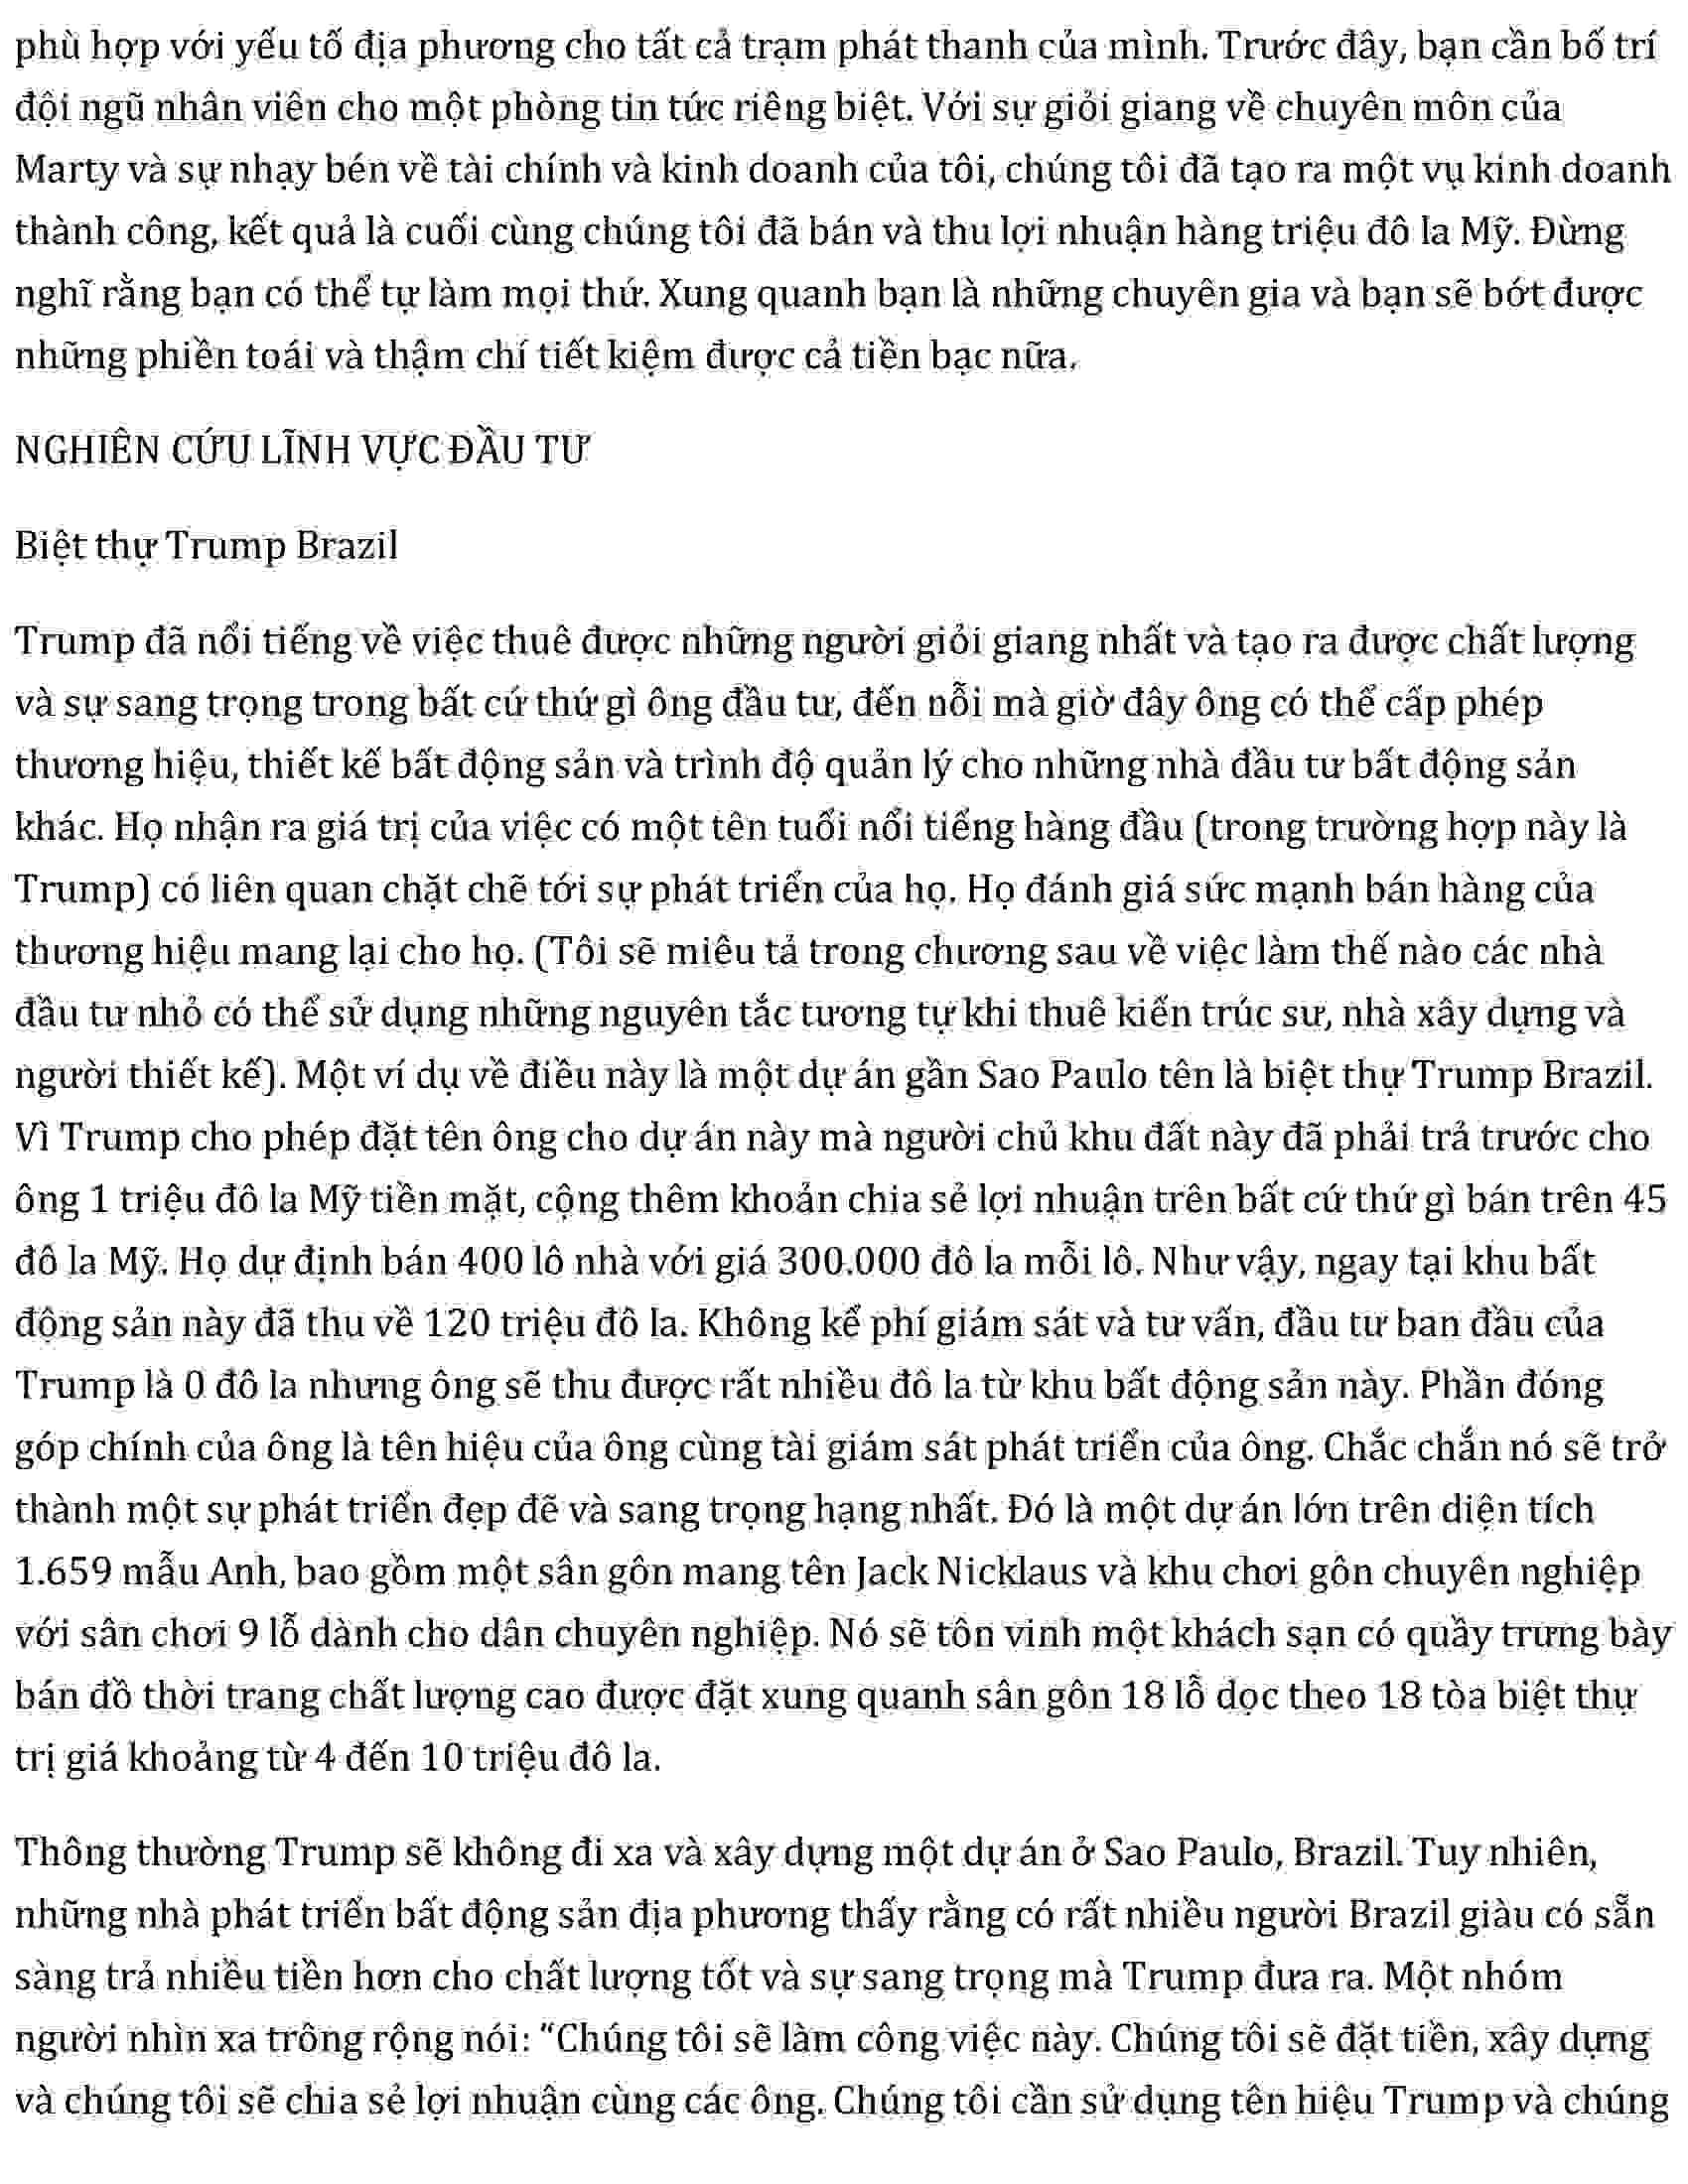 phù hợp với yếu tố địa phương cho tất cả trạm phát thanh của mình. Trước đây, bạn cần bố trí
đội ngũ nhân viên cho một phòng tin tức riêng biệt. Với sự giỏi giang về chuyên môn của
Marty và sự nhạy bén về tài chính và kinh doanh của tôi, chúng tôi đã tạo ra một vụ kinh doanh
thành công, kết quả là cuối cùng chúng tôi đã bán và thu lợi nhuận hàng triệu đô la Mỹ. Đừng
nghĩ rằng bạn có thể tự làm mọi thứ. Xung quanh bạn là những chuyên gia và bạn sẽ bớt được
những phiền toái và thậm chí tiết kiệm được cả tiền bạc nữa.
NGHIÊN CỨU LĨNH VỰC ĐẦU TƯ
Biệt thự Trump Brazil
Trump đã nổi tiếng về việc thuê được những người giỏi giang nhất và tạo ra được chất lượng
và sự sang trọng trong bất cứ thứ gì ông đầu tư, đến nỗi mà giờ đây ông có thể cấp phép
thương hiệu, thiết kế bất động sản và trình độ quản lý cho những nhà đầu tư bất động sản
khác. Họ nhận ra giá trị của việc có một tên tuổi nổi tiếng hàng đầu (trong trường hợp này là
Trump) có liên quan chặt chẽ tới sự phát triển của họ. Họ đánh giá sức mạnh bán hàng của
thương hiệu mang lại cho họ. (Tôi sẽ miêu tả trong chương sau về việc làm thế nào các nhà
đầu tư nhỏ có thể sử dụng những nguyên tắc tương tự khi thuê kiến trúc sư, nhà xây dựng và
người thiết kế). Một ví dụ về điều này là một dự án gần Sao Paulo tên là biệt thự Trump Brazil.
Vì Trump cho phép đặt tên ông cho dự án này mà người chủ khu đất này đã phải trả trước cho
ông 1 triệu đô la Mỹ tiền mặt, cộng thêm khoản chia sẻ lợi nhuận trên bất cứ thứ gì bán trên 45
đô la Mỹ. Họ dự định bán 400 lô nhà với giá 300.000 đô la mỗi lô. Như vậy, ngay tại khu bất
động sản này đã thu về 120 triệu đô la. Không kể phí giám sát và tư vấn, đầu tư ban đầu của
Trump là 0 đô la nhưng ông sẽ thu được rất nhiều đô la từ khu bất động sản này. Phần đóng
góp chính của ông là tên hiệu của ông cùng tài giám sát phát triển của ông. Chắc chắn nó sẽ trở
thành một sự phát triển đẹp đẽ và sang trọng hạng nhất. Đó là một dự án lớn trên diện tích
1.659 mẫu Anh, bao gồm một sân gôn mang tên Jack Nicklaus và khu chơi gôn chuyên nghiệp
với sân chơi 9 lỗ dành cho dân chuyên nghiệp. Nó sẽ tôn vinh một khách sạn có quầy trưng bày
bán đồ thời trang chất lượng cao được đặt xung quanh sân gôn 18 lỗ dọc theo 18 tòa biệt thự
trị giá khoảng từ 4 đến 10 triệu đô la.
Thông thường Trump sẽ không đi xa và xây dựng một dự án ở Sao Paulo, Brazil. Tuy nhiên,
những nhà phát triển bất động sản địa phương thấy rằng có rất nhiều người Brazil giàu có sẵn
sàng trả nhiều tiền hơn cho chất lượng tốt và sự sang trọng mà Trump đưa ra. Một nhóm
người nhìn xa trông rộng nói: “Chúng tôi sẽ làm công việc này. Chúng tôi sẽ đặt tiền, xây dựng
và chúng tôi sẽ chia sẻ lợi nhuận cùng các ông. Chúng tôi cần sử dụng tên hiệu Trump và chúng